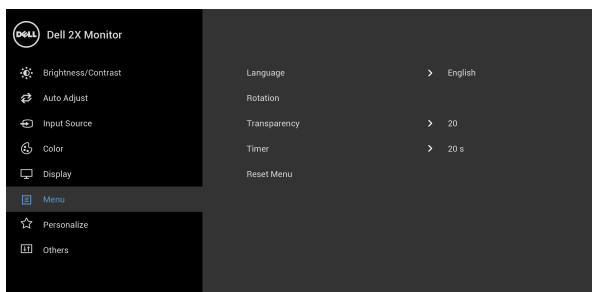 DELL Dell 2X Monitor
Brightness/Contrast Language > English
Auto Adjust Rotation
Input Source Transparency > 20
Color Timer > 20 s
Display Reset Menu
Menu
Personalize
Others